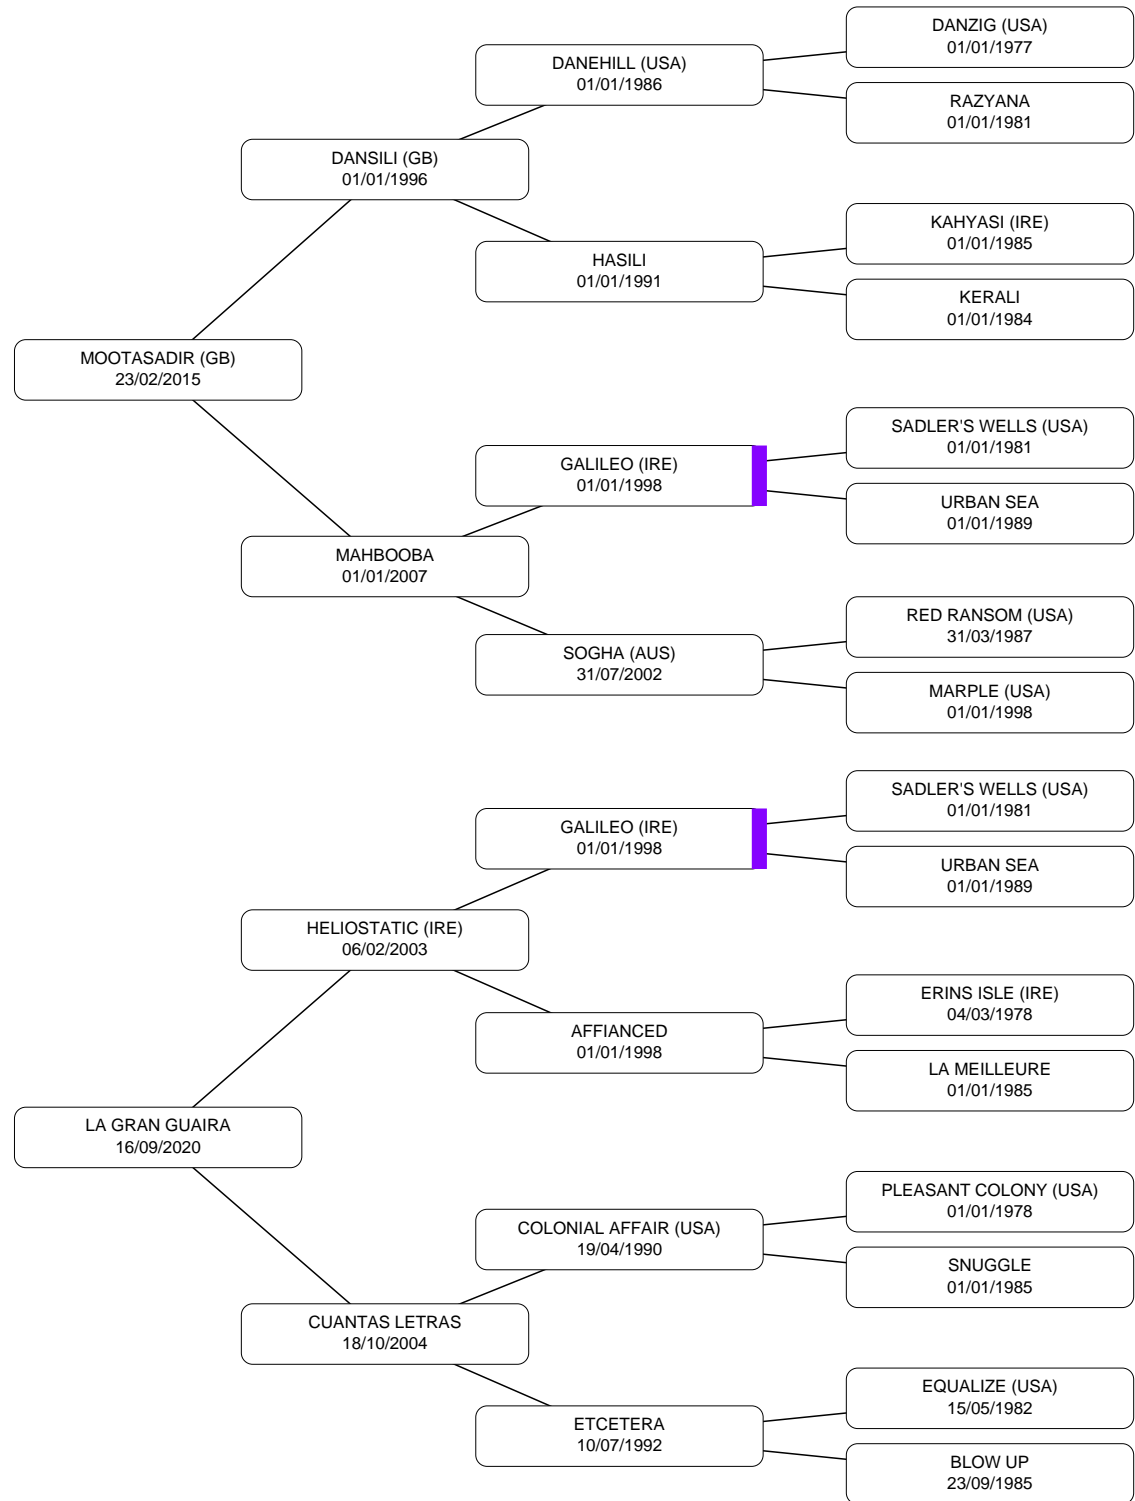 DANZIG (USA)
01/01/1977
DANEHILL (USA)
01/01/1986
RAZYANA
01/01/1981
DANSILI (GB)
01/01/1996
KAHYASI (IRE)
01/01/1985
HASILI
01/01/1991
KERALI
01/01/1984
MOOTASADIR (GB)
23/02/2015
SADLER'S WELLS (USA)
01/01/1981
GALILEO (IRE)
01/01/1998
URBAN SEA
01/01/1989
MAHBOOBA
01/01/2007
RED RANSOM (USA)
31/03/1987
SOGHA (AUS)
31/07/2002
MARPLE (USA)
01/01/1998
SADLER'S WELLS (USA)
01/01/1981
GALILEO (IRE)
01/01/1998
URBAN SEA
01/01/1989
HELIOSTATIC (IRE)
06/02/2003
ERINS ISLE (IRE)
04/03/1978
AFFIANCED
01/01/1998
LA MEILLEURE
01/01/1985
LA GRAN GUAIRA
16/09/2020
PLEASANT COLONY (USA)
01/01/1978
COLONIAL AFFAIR (USA)
19/04/1990
SNUGGLE
01/01/1985
CUANTAS LETRAS
18/10/2004
EQUALIZE (USA)
15/05/1982
ETCETERA
10/07/1992
BLOW UP
23/09/1985